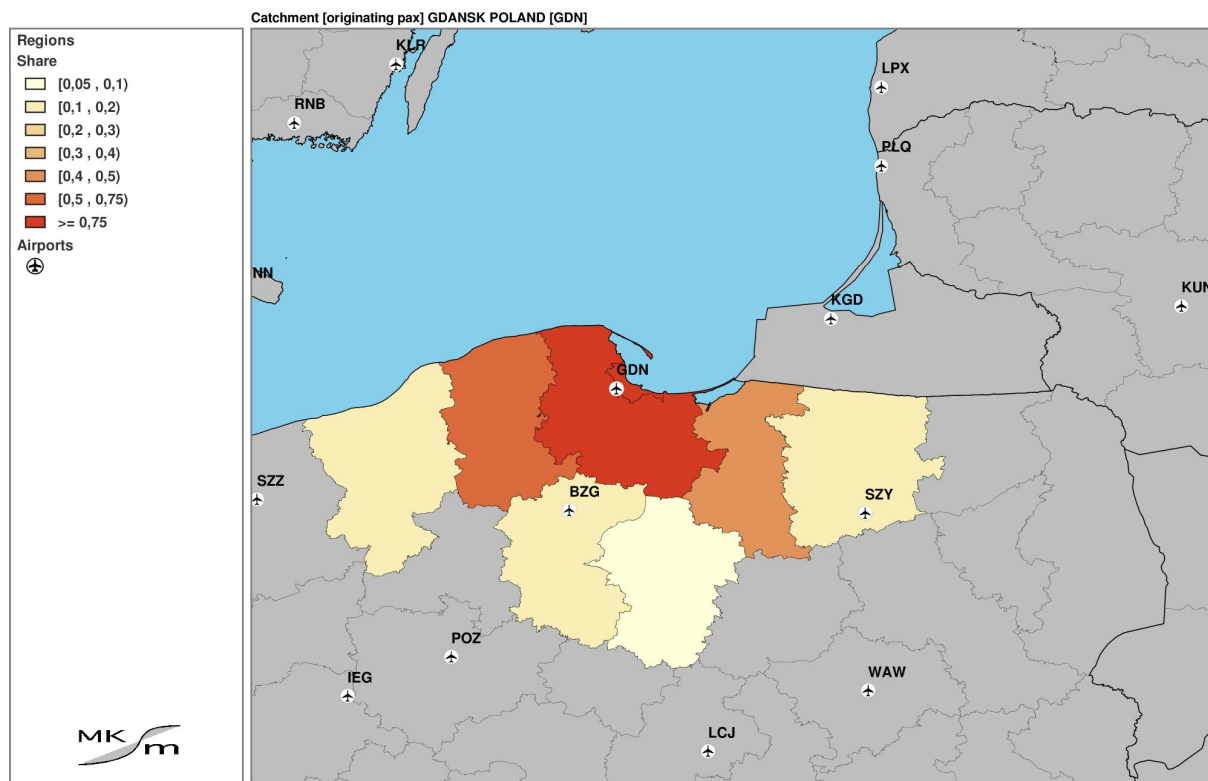 Catchment [originating pax] GDANSK POLAND [GDN]
Regions
Share
[0,05 , 0,1)
[0,1 , 0,2)
[0,2 , 0,3)
[0,3 , 0,4)
[0,4 , 0,5)
[0,5 , 0,75)
>= 0,75
Airports
MK
m
KLR
LPX
RNB
PLQ
NN
KGD
KUN
GDN
SZZ
BZG
SZY
POZ
IEG
WAW
LCJ